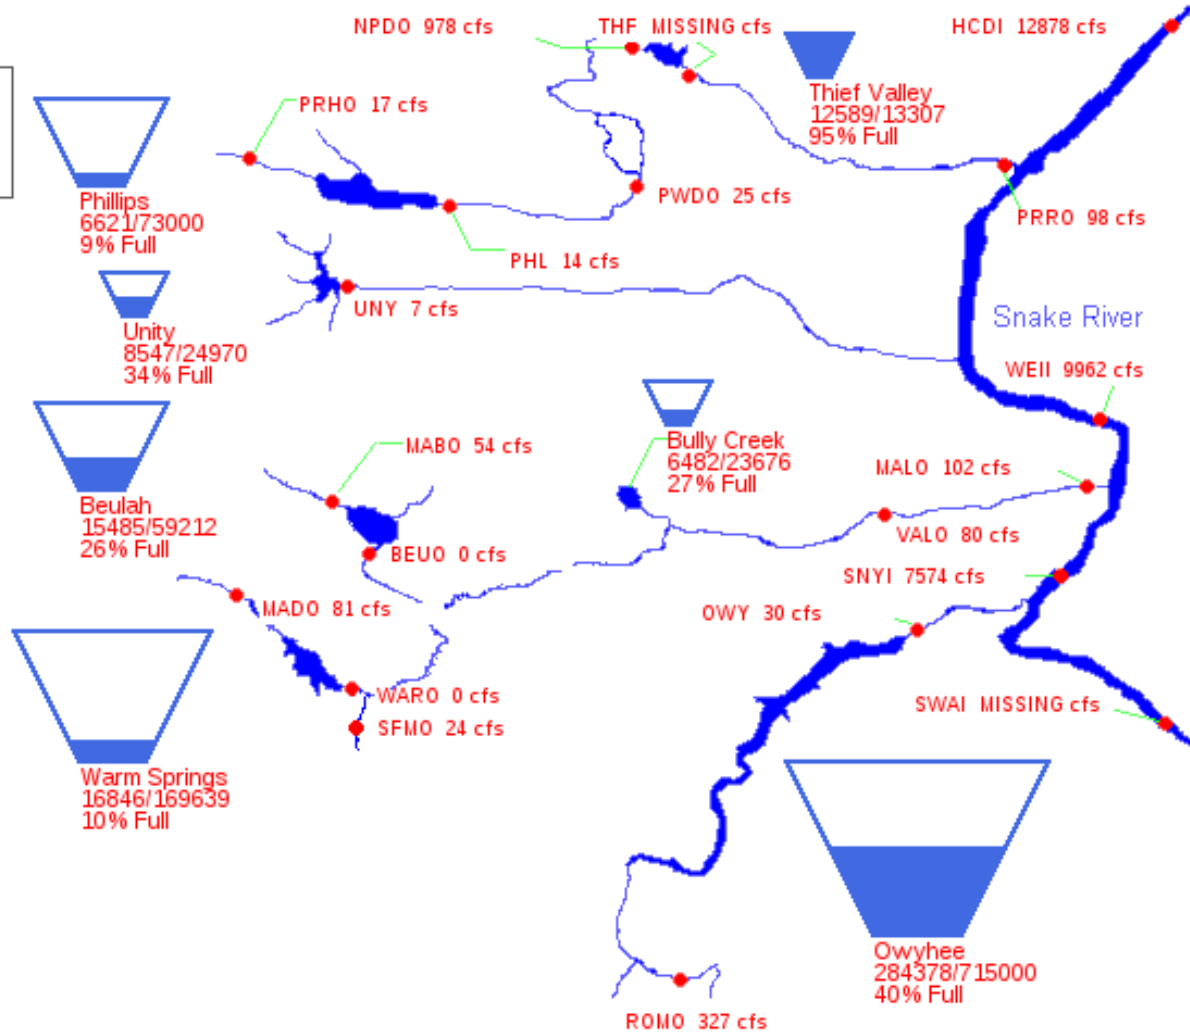 NPDO 978 cfs
THF MISSING cfs
HCDI 12878 cfs
Thief Valley
12589/13307
95% Full
PRHO 17 cfs
Phillips
6621/73000
9% Full
PWDO 25 cfs
PRRO 98 cfs
PHL 14 cfs
UNY 7 cfs
Snake River
Unity
8547/24970
34% Full
WEII 9962 cfs
MABO 54 cfs
Bully Creek
6482/23676
27% Full
MALO 102 cfs
Beulah
15485/59212
26% Full
VALO 80 cfs
BEUO 0 cfs
SNYI 7574 cfs
MADO 81 cfs
OWY 30 cfs
WARO 0 cfs
SWAI MISSING cfs
SFMO 24 cfs
Warm Springs
16846/169639
10% Full
Owyhee
284378/715000
40% Full
ROMO 327 cfs